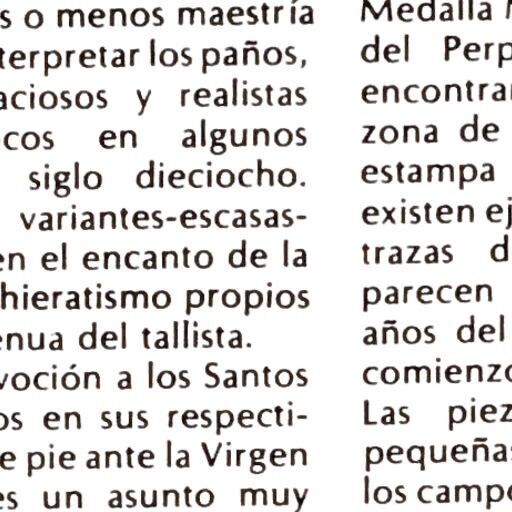 s o menos maestría
terpretar los paños,
aciosos y realistas
cos en algunos
siglo dieciocho.
variantes-escasas-
en el encanto de la
hieratismo propios
enua del tallista.
voción a los Santos
os en sus respecti-
e pie ante la Virgen
es un asunto muy
Medalla
del Perp
encontra
zona de
estampa
existen ej
trazas d
parecen
años del
comienzo
Las piez
pequeñas
los campo